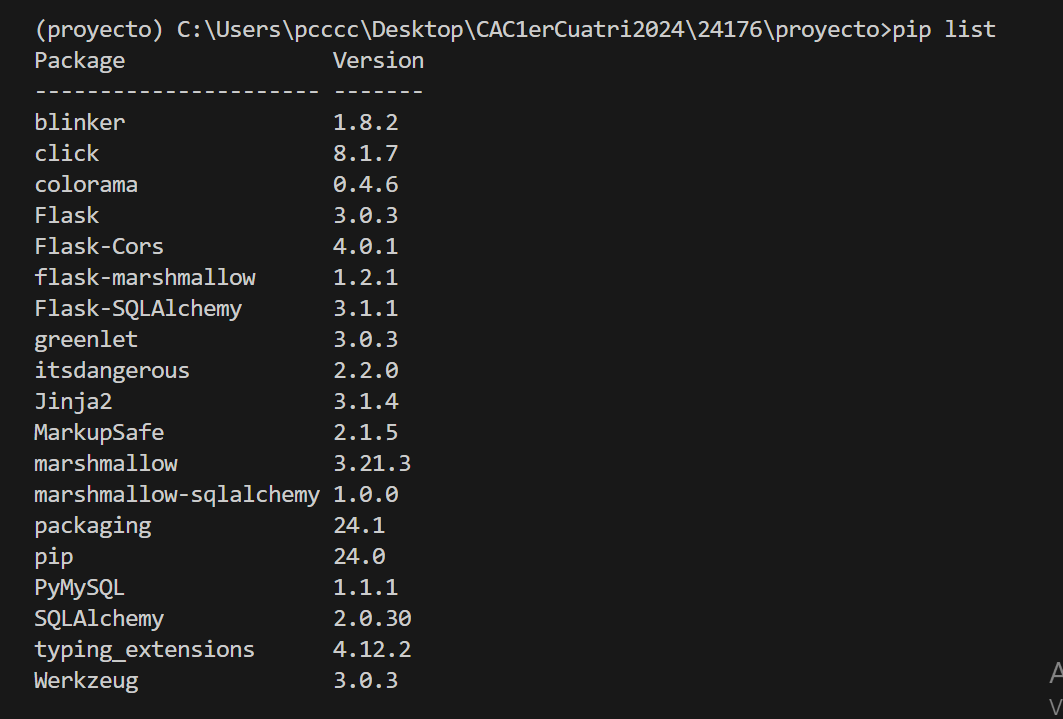 (proyecto) C:\Users\pcccc\Desktop\CAC1erCuatri2024\24176\proyecto>pip list
Package                Version
---------------------- -------
blinker                1.8.2
click                  8.1.7
colorama               0.4.6
Flask                  3.0.3
Flask-Cors             4.0.1
flask-marshmallow      1.2.1
Flask-SQLAlchemy       3.1.1
greenlet               3.0.3
itsdangerous           2.2.0
Jinja2                 3.1.4
MarkupSafe             2.1.5
marshmallow            3.21.3
marshmallow-sqlalchemy 1.0.0
packaging              24.1
pip                    24.0
PyMySQL                1.1.1
SQLAlchemy             2.0.30
typing_extensions      4.12.2
Werkzeug               3.0.3